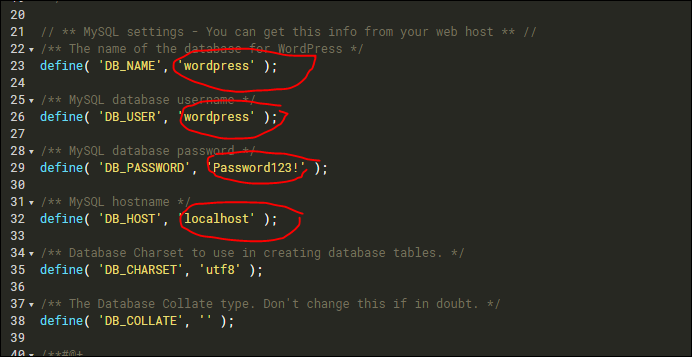 20
21 // ** MySQL settings - You can get this info from your web host ** //
22 /** The name of the database for WordPress */
23 define( 'DB_NAME', 'wordpress' );
24
25 /** MySQL database username */
26 define( 'DB_USER', 'wordpress' );
27
28 /** MySQL database password */
29 define( 'DB_PASSWORD', 'Password123!' );
30
31 /** MySQL hostname */
32 define( 'DB_HOST', 'localhost' );
33
34 /** Database Charset to use in creating database tables. */
35 define( 'DB_CHARSET', 'utf8' );
36
37 /** The Database Collate type. Don't change this if in doubt. */
38 define( 'DB_COLLATE', '' );
39
40 /**#@+